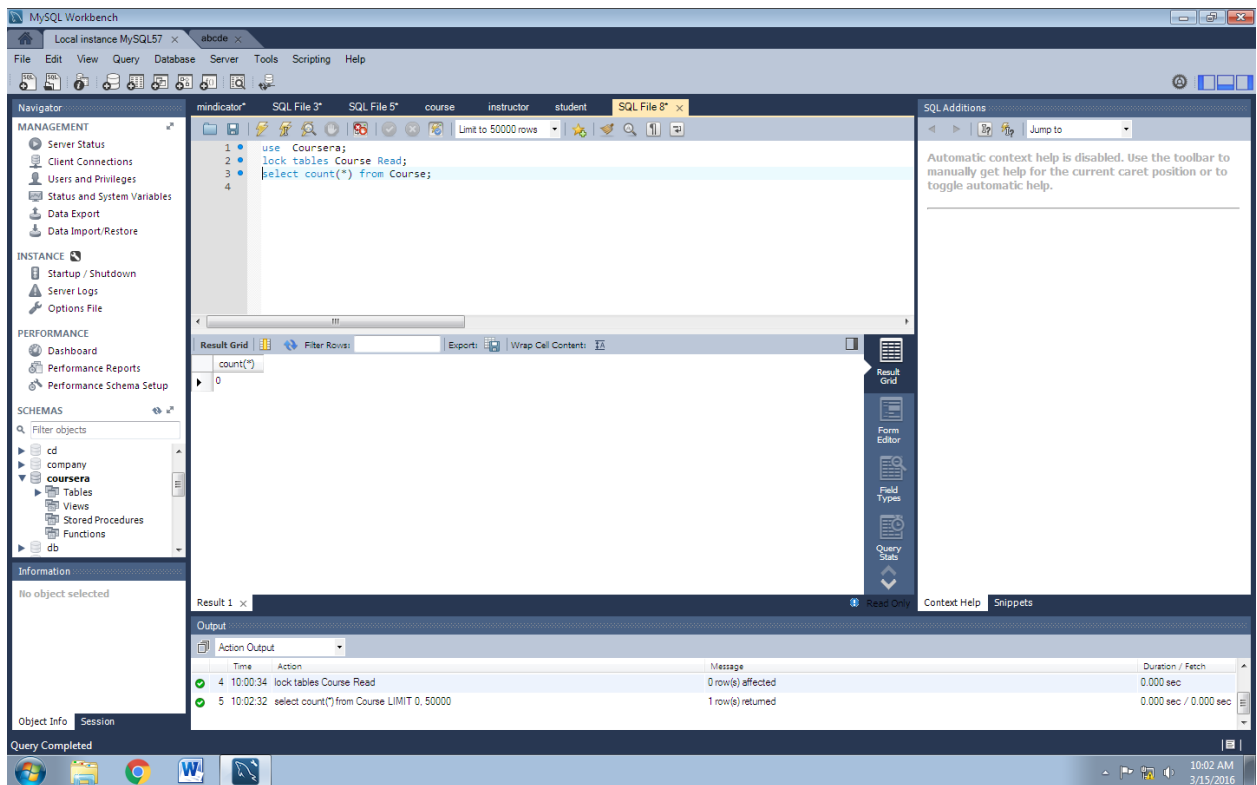 MySQL Workbench
Local instance MySQL57 × abcde ×
File Edit View Query Database Server Tools Scripting Help
Navigator
MANAGEMENT
Server Status
Client Connections
Users and Privileges
Status and System Variables
Data Export
Data Import/Restore
INSTANCE
Startup / Shutdown
Server Logs
Options File
PERFORMANCE
Dashboard
Performance Reports
Performance Schema Setup
SCHEMAS
Filter objects
cd
company
coursera
Tables
Views
Stored Procedures
Functions
db
Information
No object selected
Object Info Session
mindicator* SQL File 3* SQL File 5* course instructor student SQL File 8* ×
Limit to 50000 rows
1 use Coursera;
2 lock tables Course Read;
3 select count(*) from Course;
4
Result Grid Filter Rows: Export: Wrap Cell Content: IA
count(*)
0
Result Grid
Form Editor
Field Types
Query Stats
Result 1 × Read Only
SQL Additions
Jump to
Automatic context help is disabled. Use the toolbar to
manually get help for the current caret position or to
toggle automatic help.
Context Help Snippets
Output
Action Output
Time Action Message Duration / Fetch
4 10:00:34 lock tables Course Read 0 row(s) affected 0.000 sec
5 10:02:32 select count(*) from Course LIMIT 0, 50000 1 row(s) returned 0.000 sec / 0.000 sec
Query Completed
10:02 AM
3/15/2016